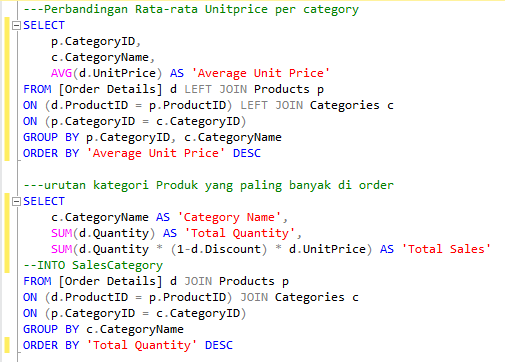 ---Perbandingan Rata-rata Unitprice per category
SELECT
p.CategoryID,
c.CategoryName,
AVG(d.UnitPrice) AS 'Average Unit Price'
FROM [Order Details] d LEFT JOIN Products p
ON (d.ProductID = p.ProductID) LEFT JOIN Categories c
ON (p.CategoryID = c.CategoryID)
GROUP BY p.CategoryID, c.CategoryName
ORDER BY 'Average Unit Price' DESC
---urutan kategori Produk yang paling banyak di order
SELECT
c.CategoryName AS 'Category Name',
SUM(d.Quantity) AS 'Total Quantity',
SUM(d.Quantity * (1-d.Discount) * d.UnitPrice) AS 'Total Sales'
--INTO SalesCategory
FROM [Order Details] d JOIN Products p
ON (d.ProductID = p.ProductID) JOIN Categories c
ON (p.CategoryID = c.CategoryID)
GROUP BY c.CategoryName
ORDER BY 'Total Quantity' DESC